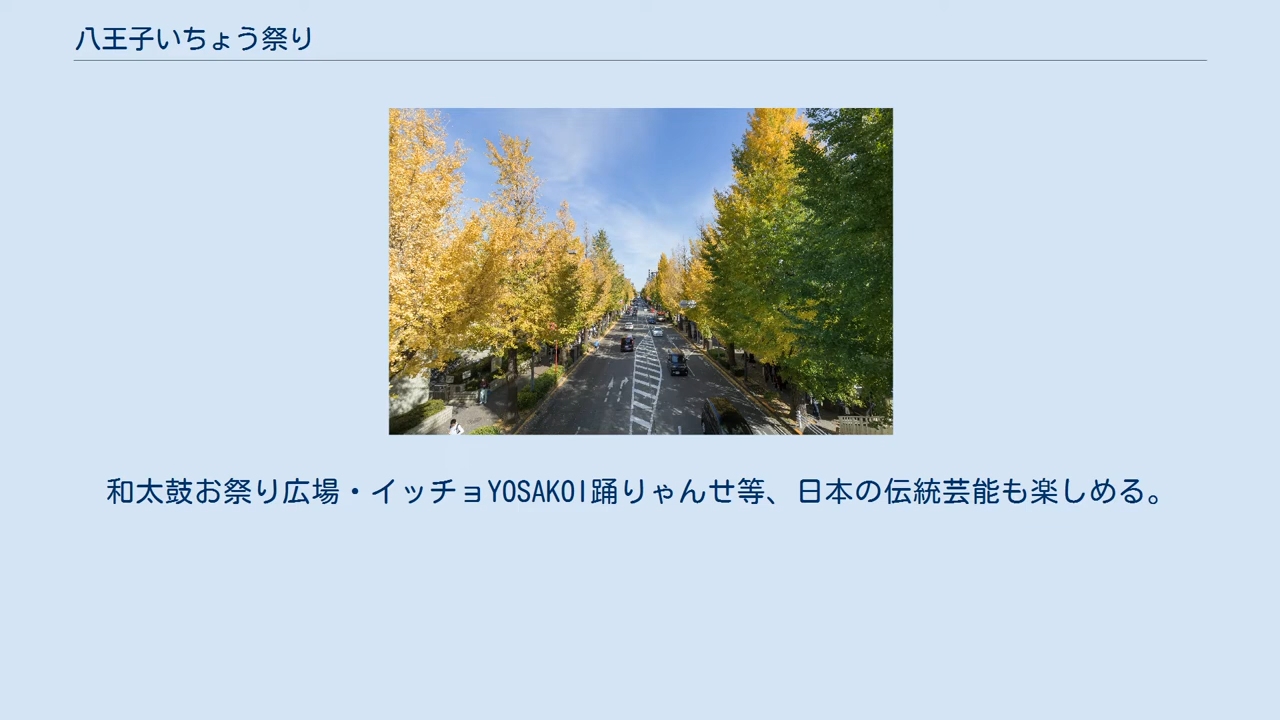 八王子いちょう祭り
和太鼓お祭り広場・イッチョYOSAKOI踊りゃんせ等、日本の伝統芸能も楽しめる。